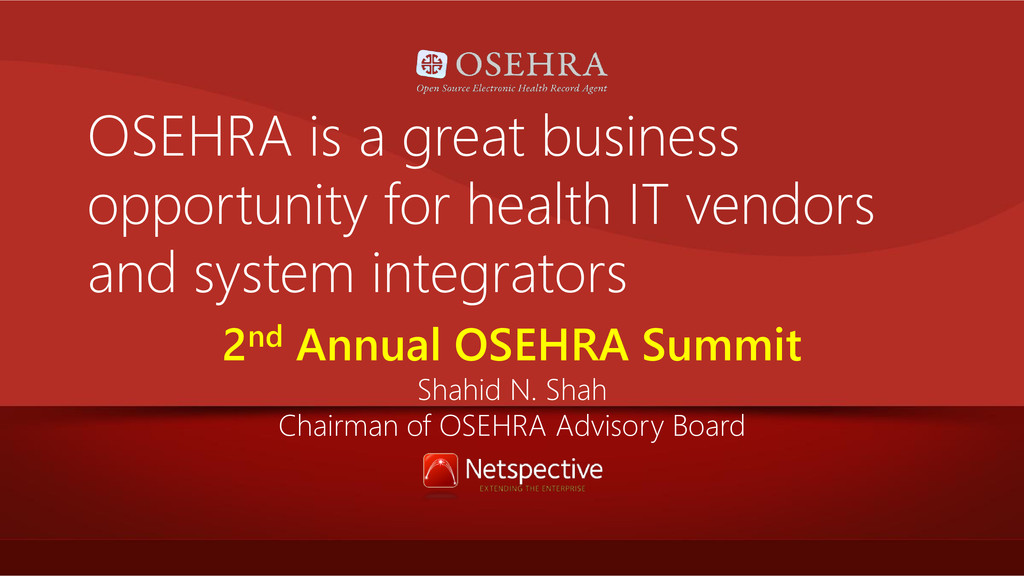 OSEHRA
Open Source Electronic Health Record Agent
OSEHRA is a great business
opportunity for health IT vendors
and system integrators
2nd Annual OSEHRA Summit
Shahid N. Shah
Chairman of OSEHRA Advisory Board
Netspective
EXTENDING THE ENTERPRISE